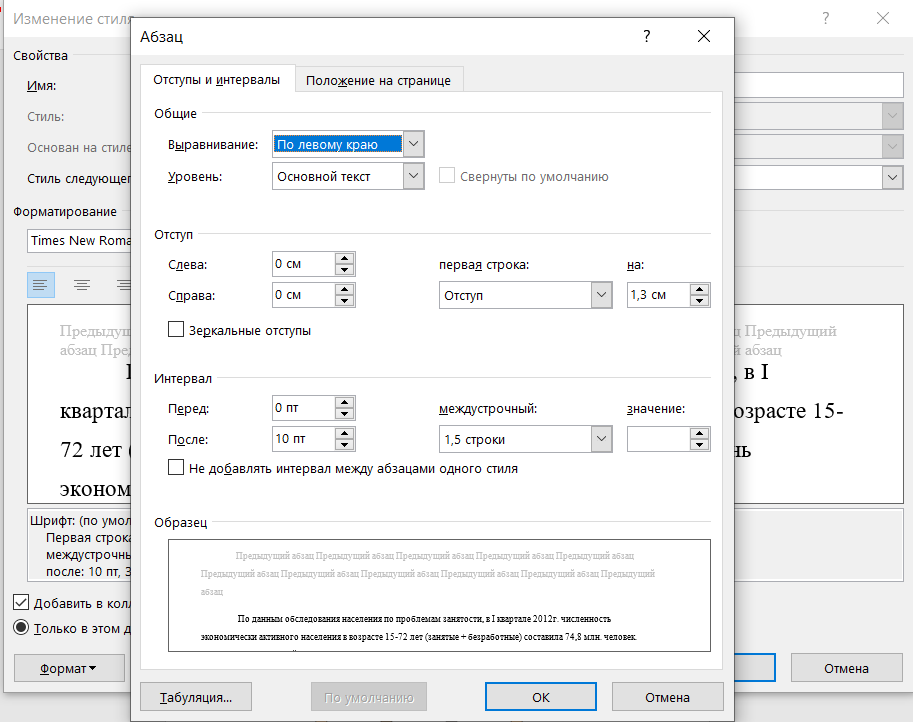 Изменение стиля
?
Абзац
?
Свойства
Имя:
Стиль:
Основан на стиле
Стиль следующег
Форматирование
Times New Roma
Предыдущ
абзац Пред
кварта
72 лет (
эконом
Шрифт: (по умол
Первая строка
междустрочны
после: 10 пт, З
Добавить в колл
Только в этом д
Формат
Отступы и интервалы
Положение на странице
Общие
Выравнивание:
По левому краю
Уровень:
Основной текст
Свернуты по умолчанию
Отступ
Слева:
0 см
первая строка:
на:
Справа:
0 см
Отступ
1,3 см
Зеркальные отступы
Интервал
Перед:
0 пт
междустрочный:
значение:
После:
10 пт
1,5 строки
Не добавлять интервал между абзацами одного стиля
Образец
Предыдущий абзац Предыдущий абзац Предыдущий абзац Предыдущий абзац Предыдущий абзац
Предыдущий абзац Предыдущий абзац Предыдущий абзац Предыдущий абзац Предыдущий абзац Предыдущий
абзац
По данным обследования населения по проблемам занятости, в I квартале 2012г. численность
экономически активного населения в возрасте 15-72 лет (занятые + безработные) составила 74,8 млн. человек.
Табуляция...
По умолчанию
ОК
Отмена
Предыдущий
абзац
, в I
озрасте 15-
нь
Отмена